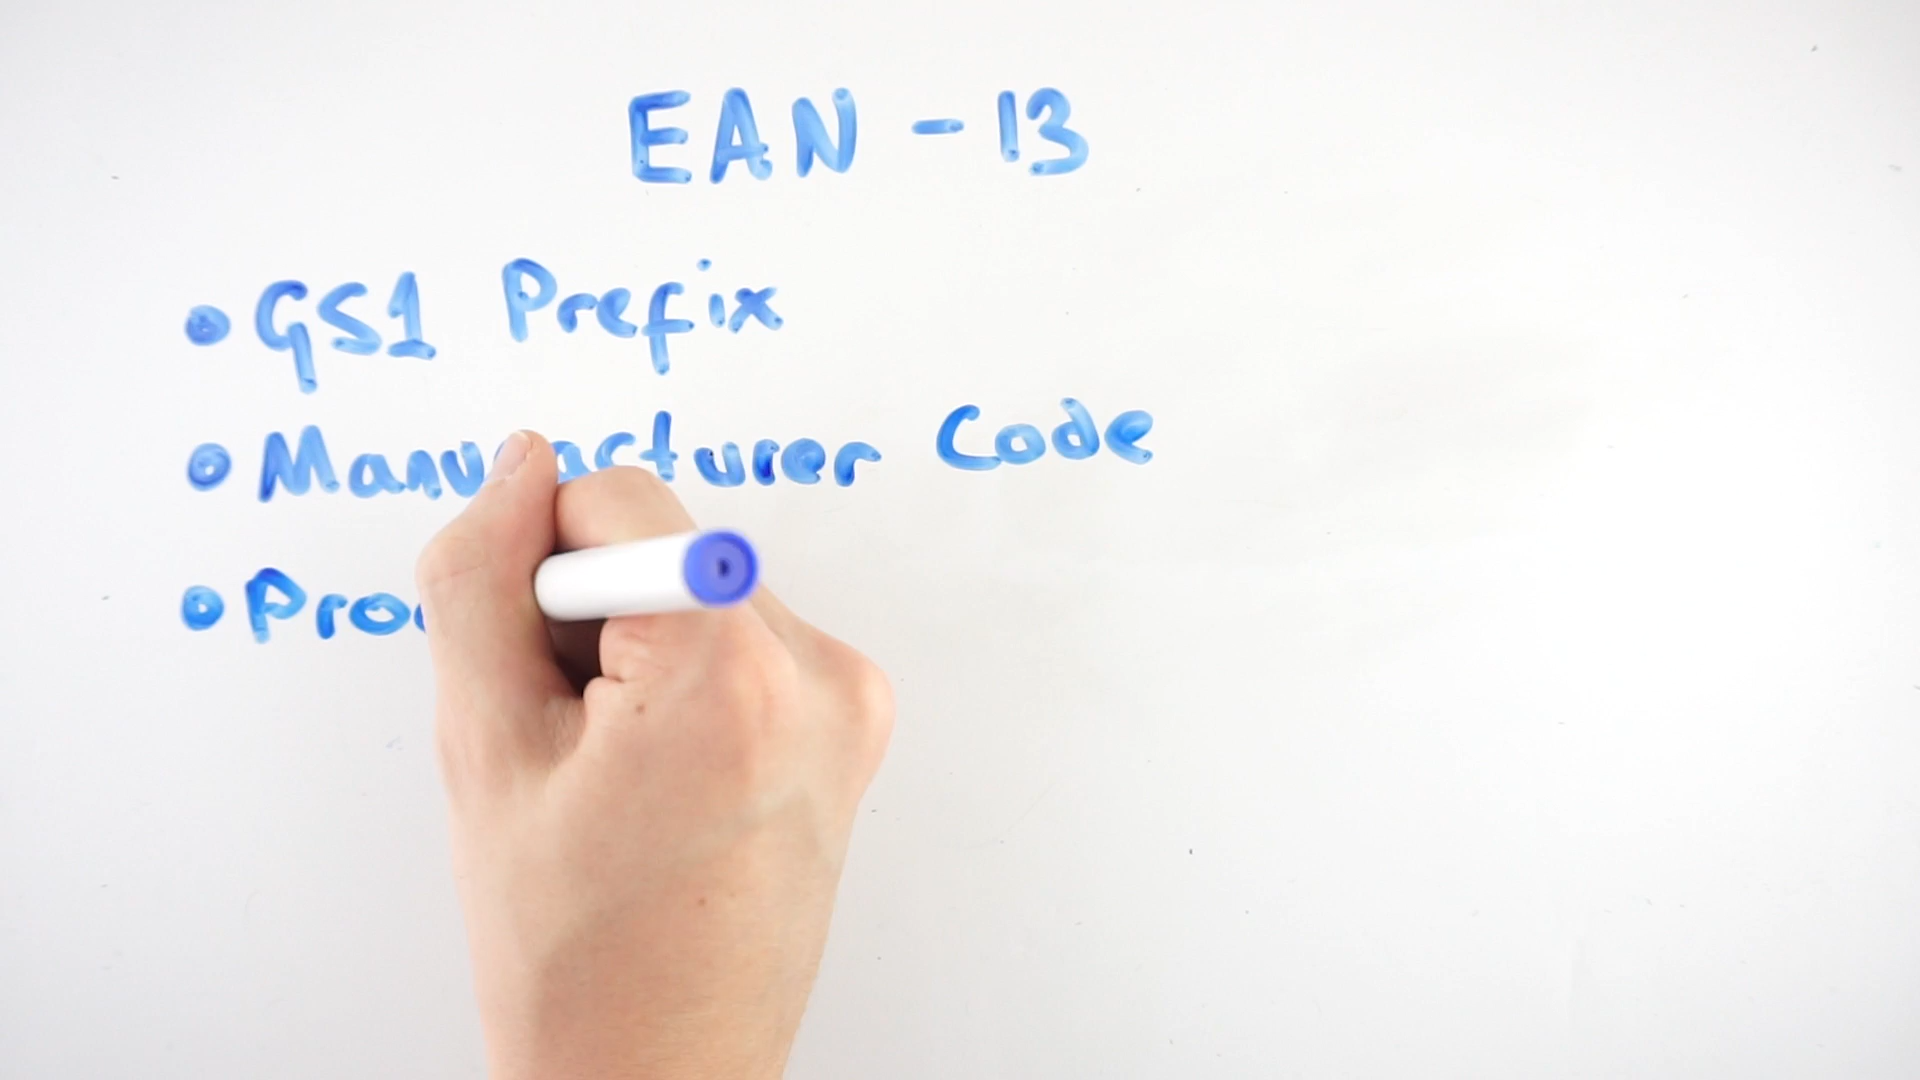 EAN - 13
• GS1 Prefix
• Manufacturer Code
• Pro